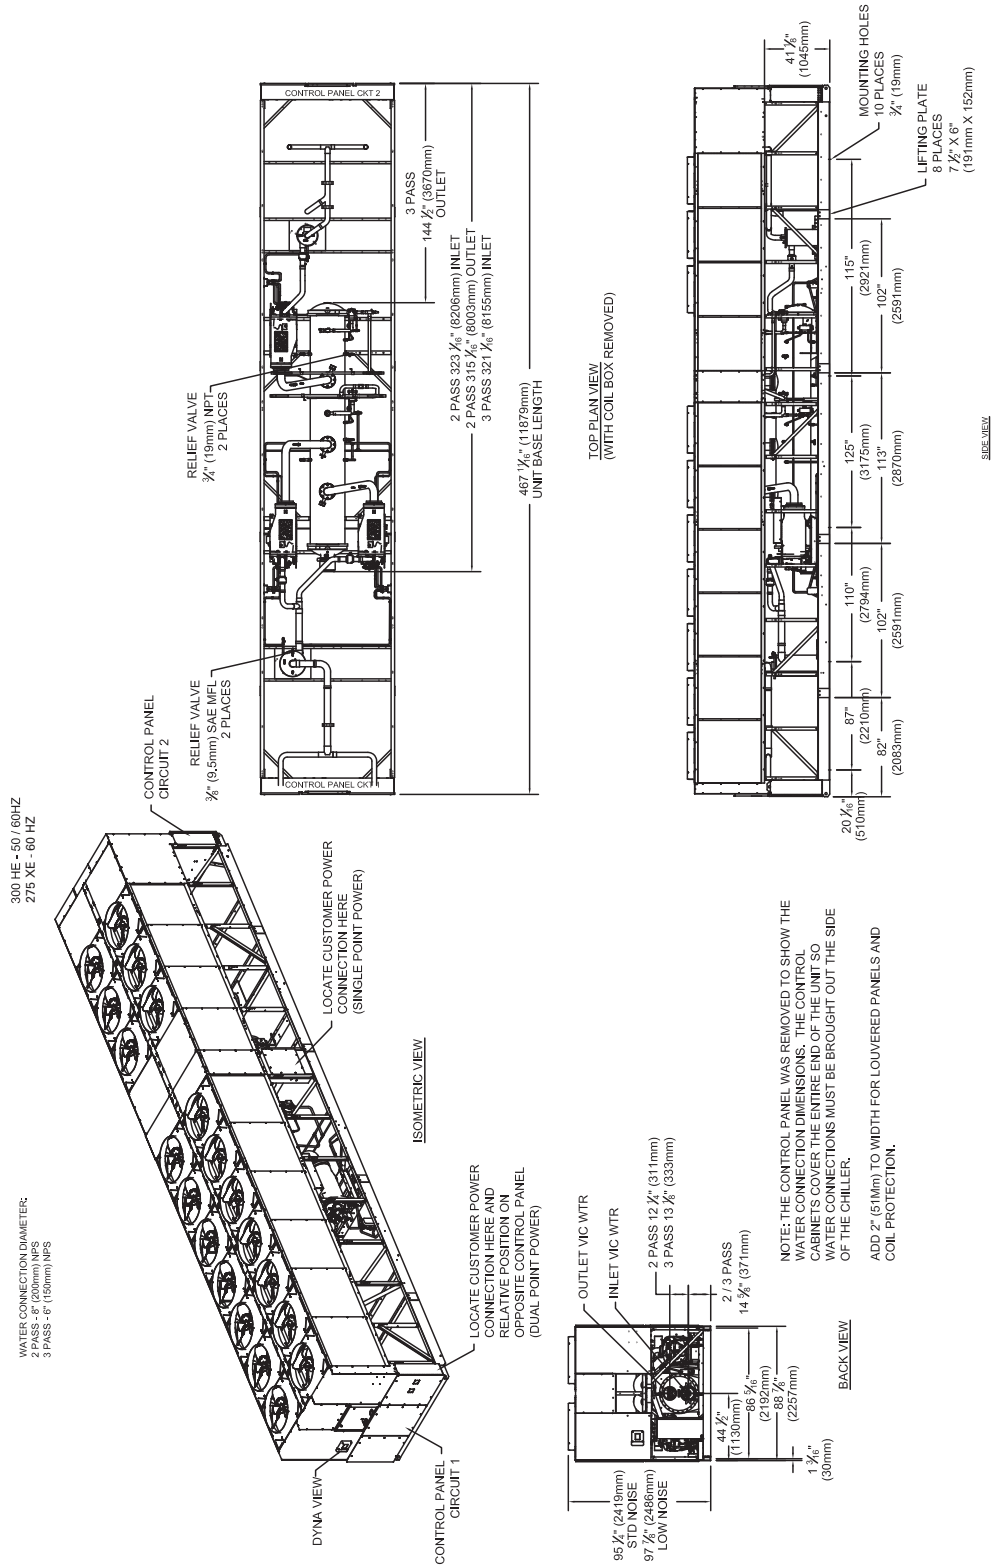 300 HE - 50 / 60HZ
275 XE - 60 HZ
WATER CONNECTION DIAMETER:
2 PASS - 8" (200mm) NPS
3 PASS - 6" (150mm) NPS
CONTROL PANEL
CIRCUIT 2
LOCATE CUSTOMER POWER
CONNECTION HERE
(SINGLE POINT POWER)
ISOMETRIC VIEW
LOCATE CUSTOMER POWER
CONNECTION HERE AND
RELATIVE POSITION ON
OPPOSITE CONTROL PANEL
(DUAL POINT POWER)
DYNA VIEW
CONTROL PANEL
CIRCUIT 1
RELIEF VALVE
3/8" (9.5mm) SAE MFL
2 PLACES
RELIEF VALVE
3/4" (19mm) NPT
2 PLACES
CONTROL PANEL CKT 1
CONTROL PANEL CKT 2
3 PASS
144 1/2" (3670mm)
OUTLET
2 PASS 323 1/16" (8206mm) INLET
2 PASS 315 1/16" (8003mm) OUTLET
3 PASS 321 1/16" (8155mm) INLET
467 11/16" (11879mm)
UNIT BASE LENGTH
TOP PLAN VIEW
(WITH COIL BOX REMOVED)
OUTLET VIC WTR
INLET VIC WTR
2 PASS 12 1/4" (311mm)
3 PASS 13 1/8" (333mm)
2 / 3 PASS
14 5/8" (371mm)
95 1/4" (2419mm)
STD NOISE
97 7/8" (2486mm)
LOW NOISE
44 1/2"
(1130mm)
86 5/16"
(2192mm)
88 7/8"
(2257mm)
1 3/16"
(30mm)
BACK VIEW
NOTE: THE CONTROL PANEL WAS REMOVED TO SHOW THE
WATER CONNECTION DIMENSIONS. THE CONTROL
CABINETS COVER THE ENTIRE END OF THE UNIT SO
WATER CONNECTIONS MUST BE BROUGHT OUT THE SIDE
OF THE CHILLER.
ADD 2" (51Mm) TO WIDTH FOR LOUVERED PANELS AND
COIL PROTECTION.
41 1/8"
(1045mm)
MOUNTING HOLES
10 PLACES
3/4" (19mm)
LIFTING PLATE
8 PLACES
7 1/2" X 6"
(191mm X 152mm)
20 1/16"
(510mm)
87"
(2210mm)
110"
(2794mm)
125"
(3175mm)
115"
(2921mm)
82"
(2083mm)
102"
(2591mm)
113"
(2870mm)
102"
(2591mm)
SIDE VIEW